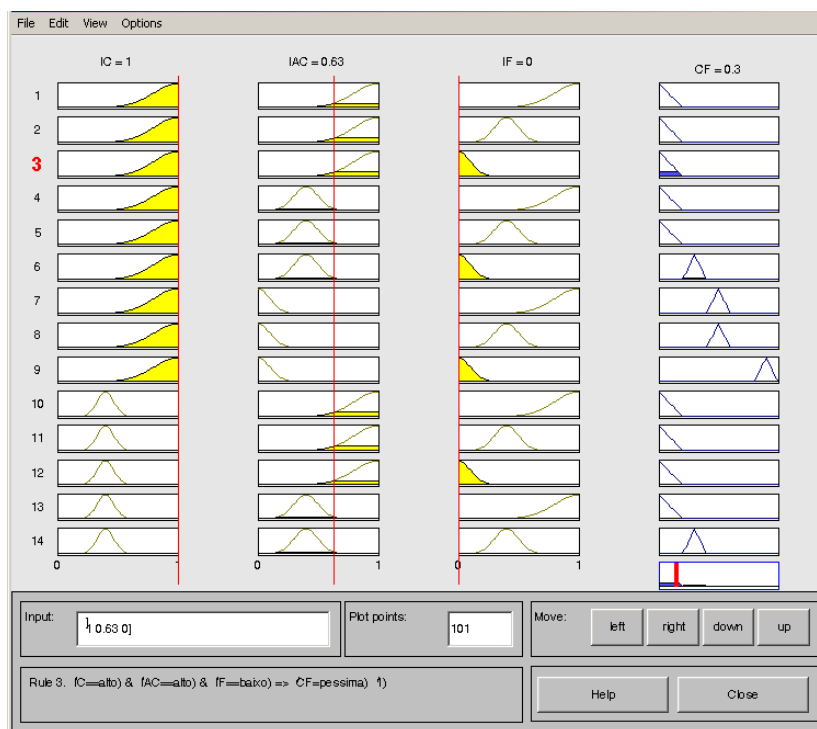 File Edit View Options
IC = 1 IAC = 0.63 IF = 0 CF = 0.3
1
2
3
4
5
6
7
8
9
10
11
12
13
14
0 1 0 1 0 1
Input: 1 0.63 0] Plot points: 101 Move: left right down up
Rule 3. IC==alto) & IAC==alto) & IF==baixo) => CF=pessima) 1)
Help Close